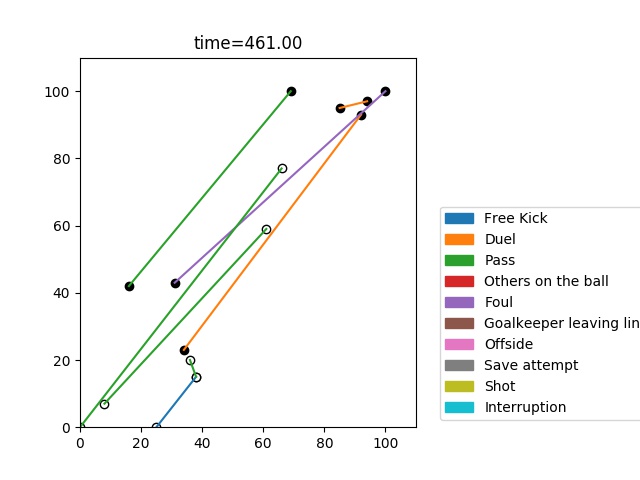 time=461.00
100
80
60
40
20
0
0 20 40 60 80 100
Free Kick
Duel
Pass
Others on the ball
Foul
Goalkeeper leaving lin
Offside
Save attempt
Shot
Interruption